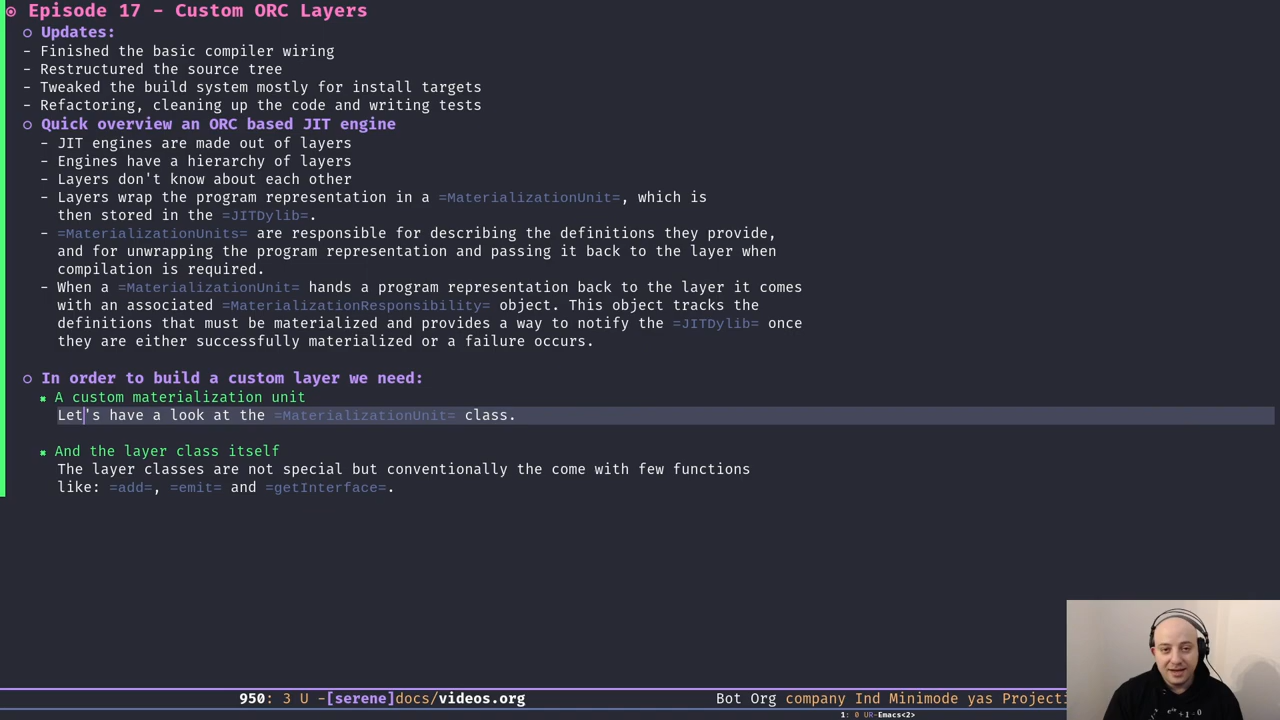 Episode 17 - Custom ORC Layers
Updates:
- Finished the basic compiler wiring
- Restructured the source tree
- Tweaked the build system mostly for install targets
- Refactoring, cleaning up the code and writing tests
Quick overview an ORC based JIT engine
- JIT engines are made out of layers
- Engines have a hierarchy of layers
- Layers don't know about each other
- Layers wrap the program representation in a =MaterializationUnit=, which is
then stored in the =JITDylib=.
- =MaterializationUnits= are responsible for describing the definitions they provide,
and for unwrapping the program representation and passing it back to the layer when
compilation is required.
- When a =MaterializationUnit= hands a program representation back to the layer it comes
with an associated =MaterializationResponsibility= object. This object tracks the
definitions that must be materialized and provides a way to notify the =JITDylib= once
they are either successfully materialized or a failure occurs.
In order to build a custom layer we need:
A custom materialization unit
Let's have a look at the =MaterializationUnit= class.
And the layer class itself
The layer classes are not special but conventionally the come with few functions
like: =add=, =emit= and =getInterface=.
950: 3 U -[serene]docs/videos.org Bot Org company Ind Minimode yas Projecti
1: 0 UR-Emacs<2>